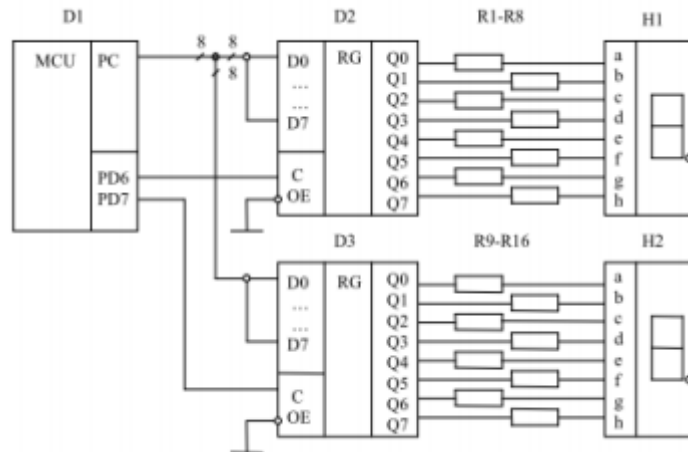 D1 D2 R1-R8 H1
MCU PC 8 8 8
D0 RG Q0 a
... Q1 b
... Q2 c
D7 Q3 d
Q4 e
Q5 f
PD6 C Q6 g
PD7 OE Q7 h
D3 R9-R16 H2
D0 RG Q0 a
... Q1 b
... Q2 c
D7 Q3 d
Q4 e
C Q5 f
OE Q6 g
Q7 h